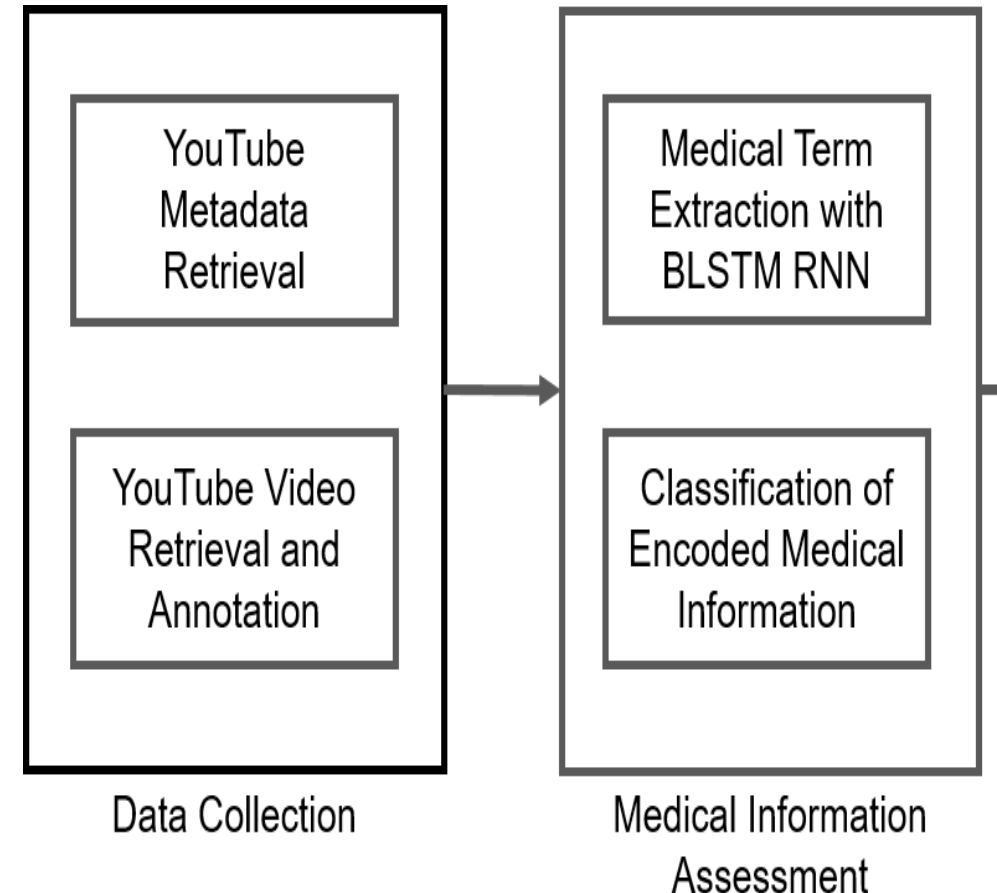 YouTube
Metadata
Retrieval
YouTube Video
Retrieval and
Annotation
Data Collection
Medical Term
Extraction with
BLSTM RNN
Classification of
Encoded Medical
Information
Medical Information
Assessment